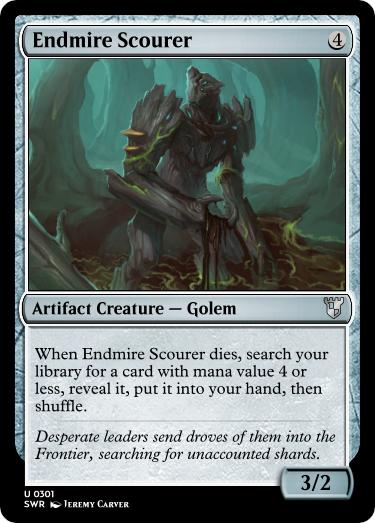 Endmire Scourer 4
Artifact Creature — Golem
When Endmire Scourer dies, search your
library for a card with mana value 4 or
less, reveal it, put it into your hand, then
shuffle.
Desperate leaders send droves of them into the
Frontier, searching for unaccounted shards.
3/2
U 0301
SWR Jeremy Carver